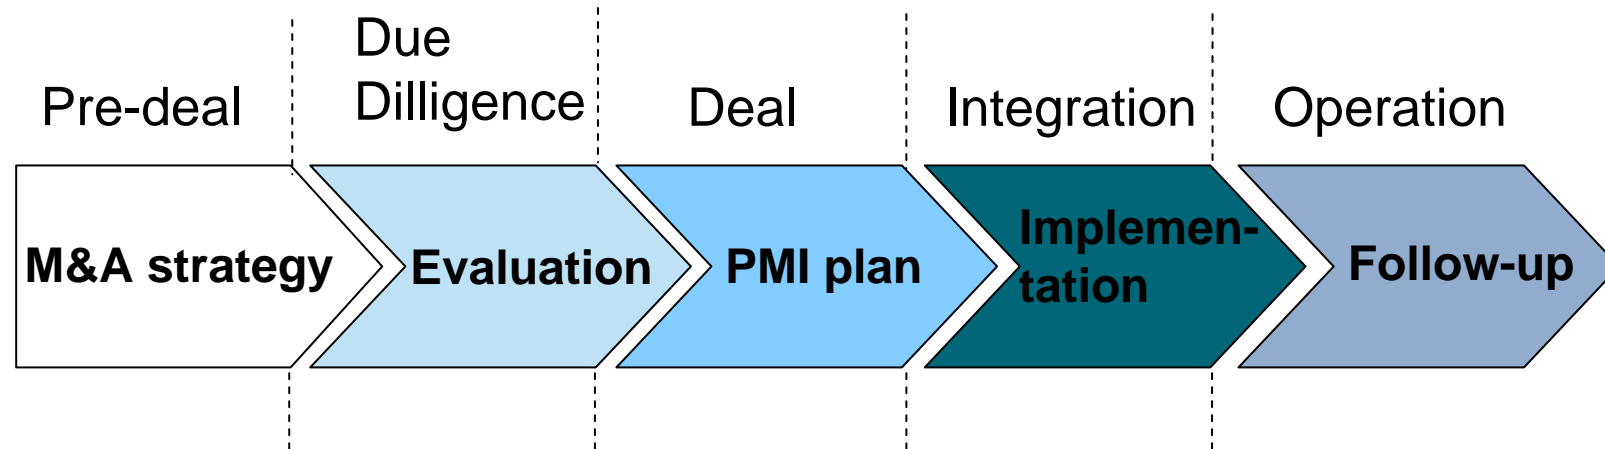 Pre-deal
Due
Dilligence
Deal
Integration
Operation
M&A strategy
Evaluation
PMI plan
Implemen-
tation
Follow-up